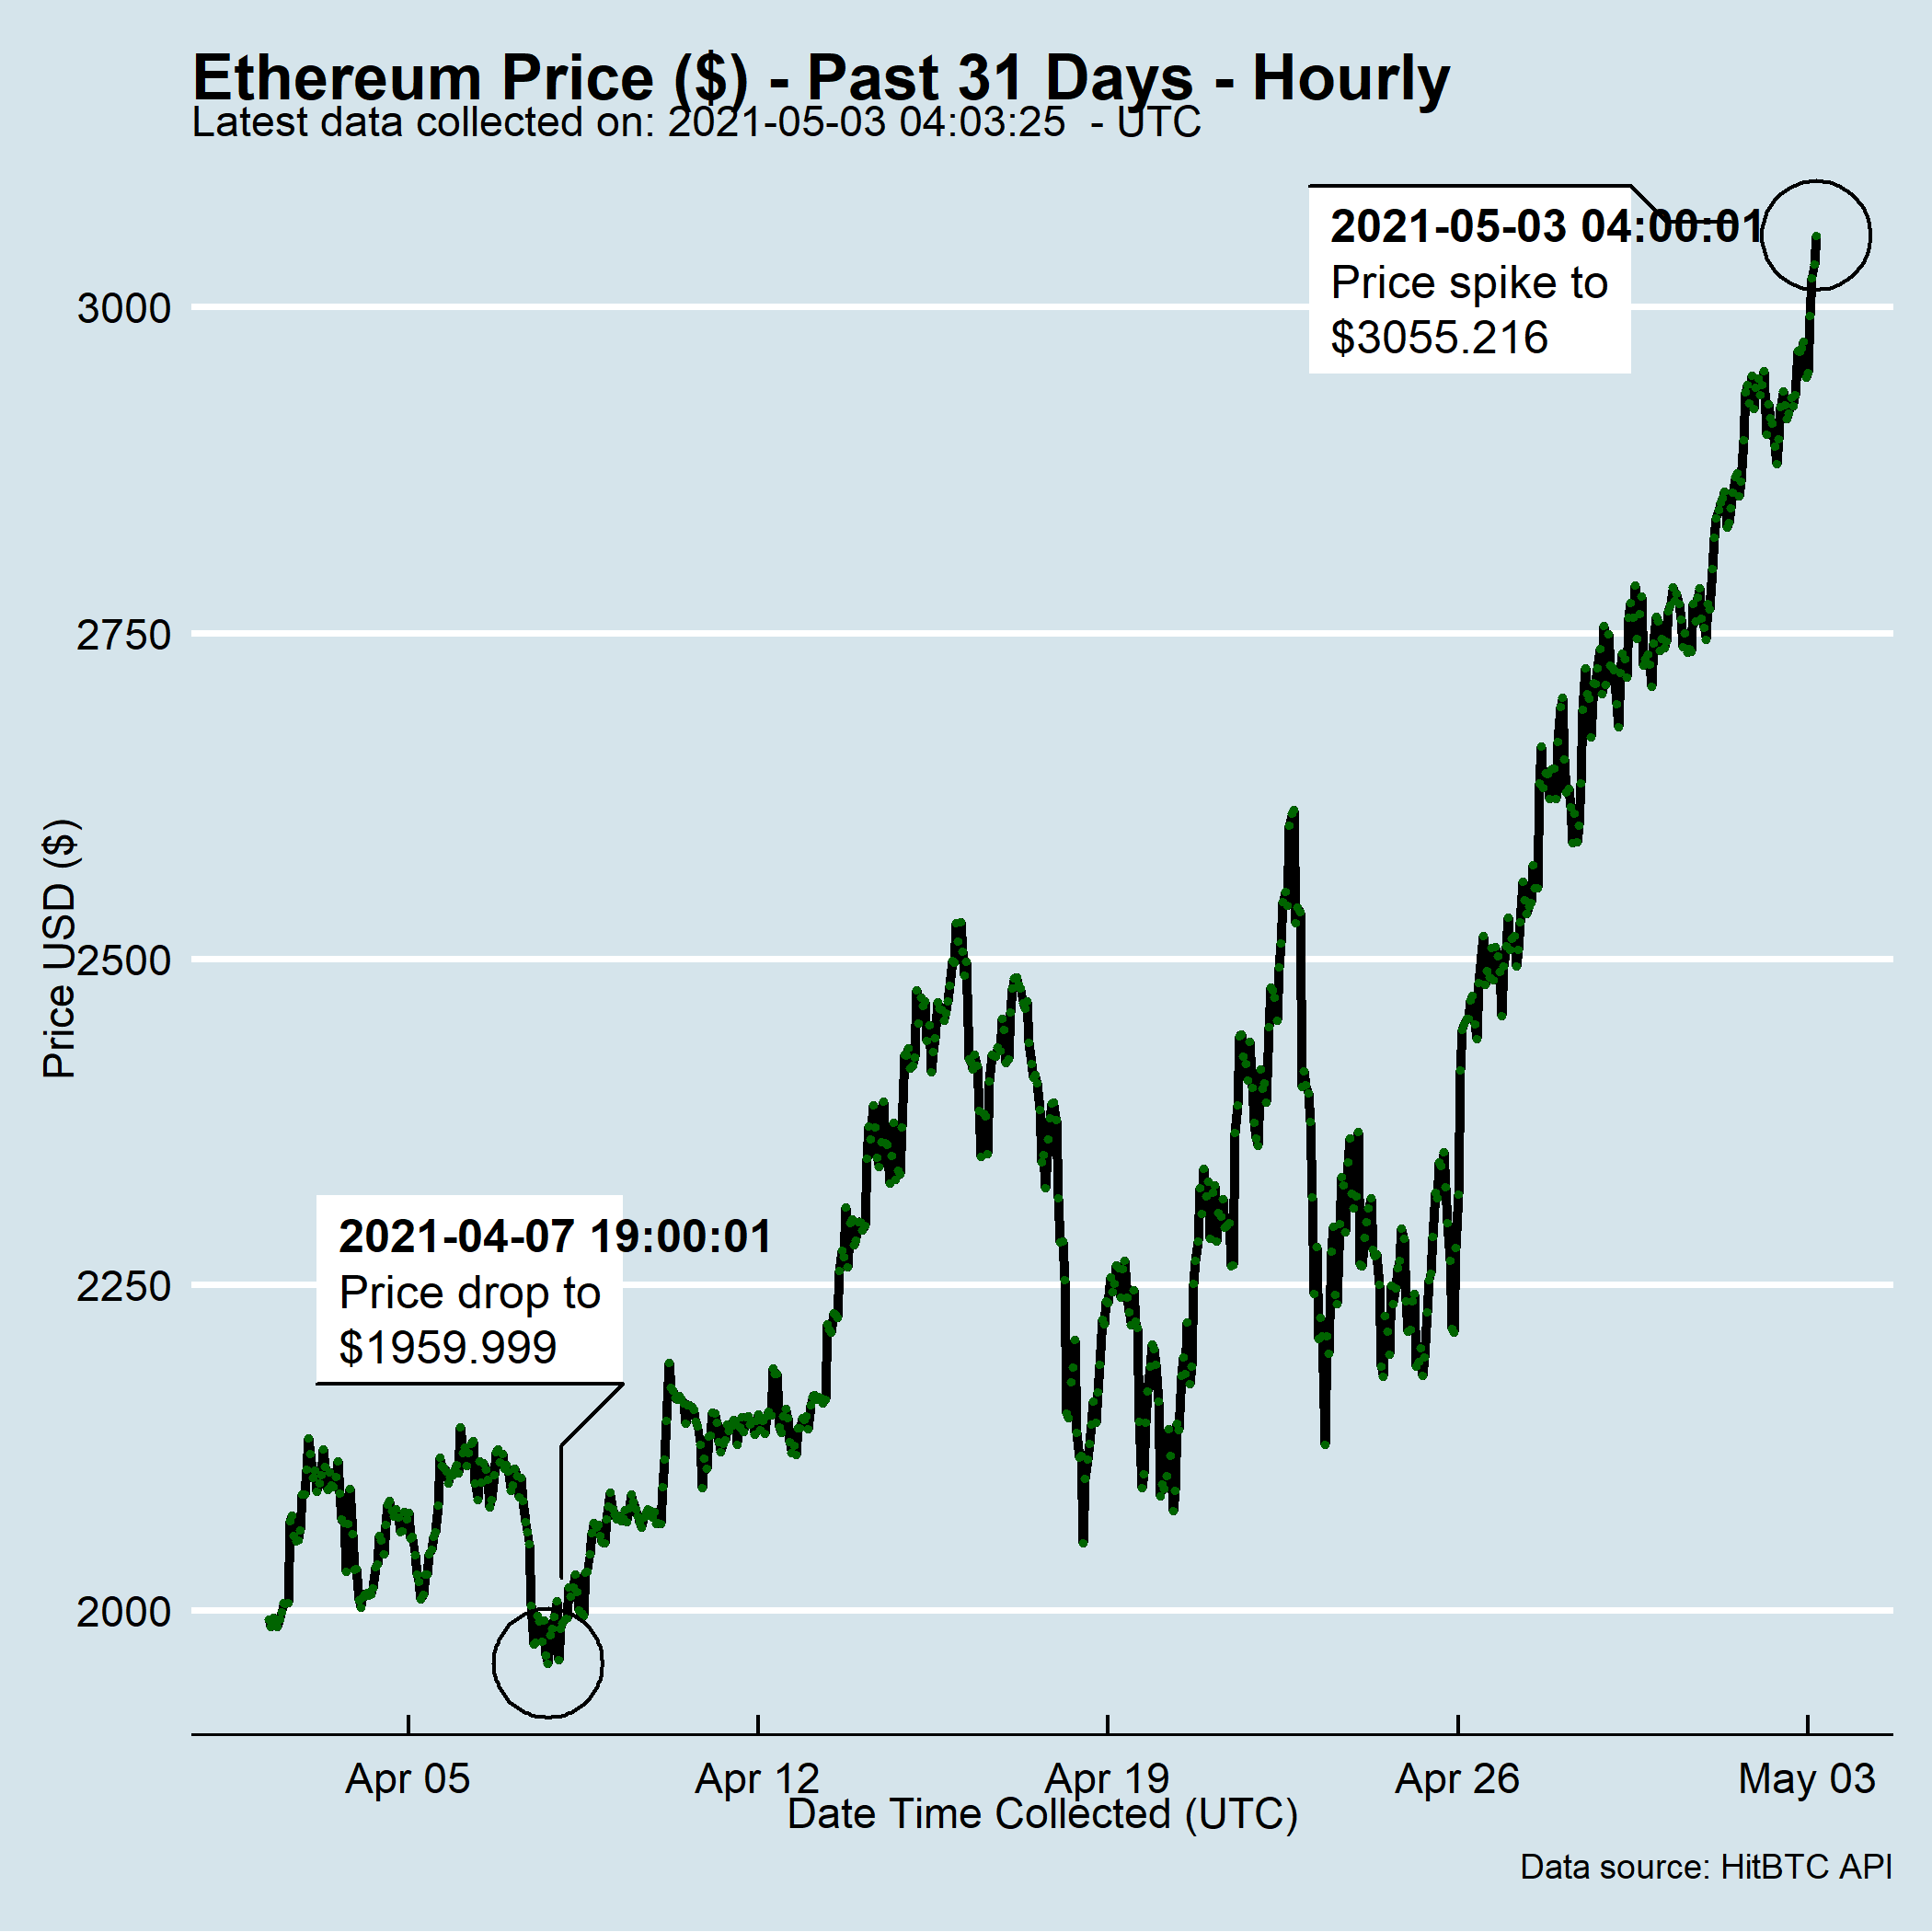 Ethereum Price ($) - Past 31 Days - Hourly
Latest data collected on: 2021-05-03 04:03:25  - UTC
2021-05-03 04:00:01
Price spike to
$3055.216
3000
2750
Price USD ($)
2500
2021-04-07 19:00:01
Price drop to
$1959.999
2250
2000
Apr 05 Apr 12 Apr 19 Apr 26 May 03
Date Time Collected (UTC)
Data source: HitBTC API